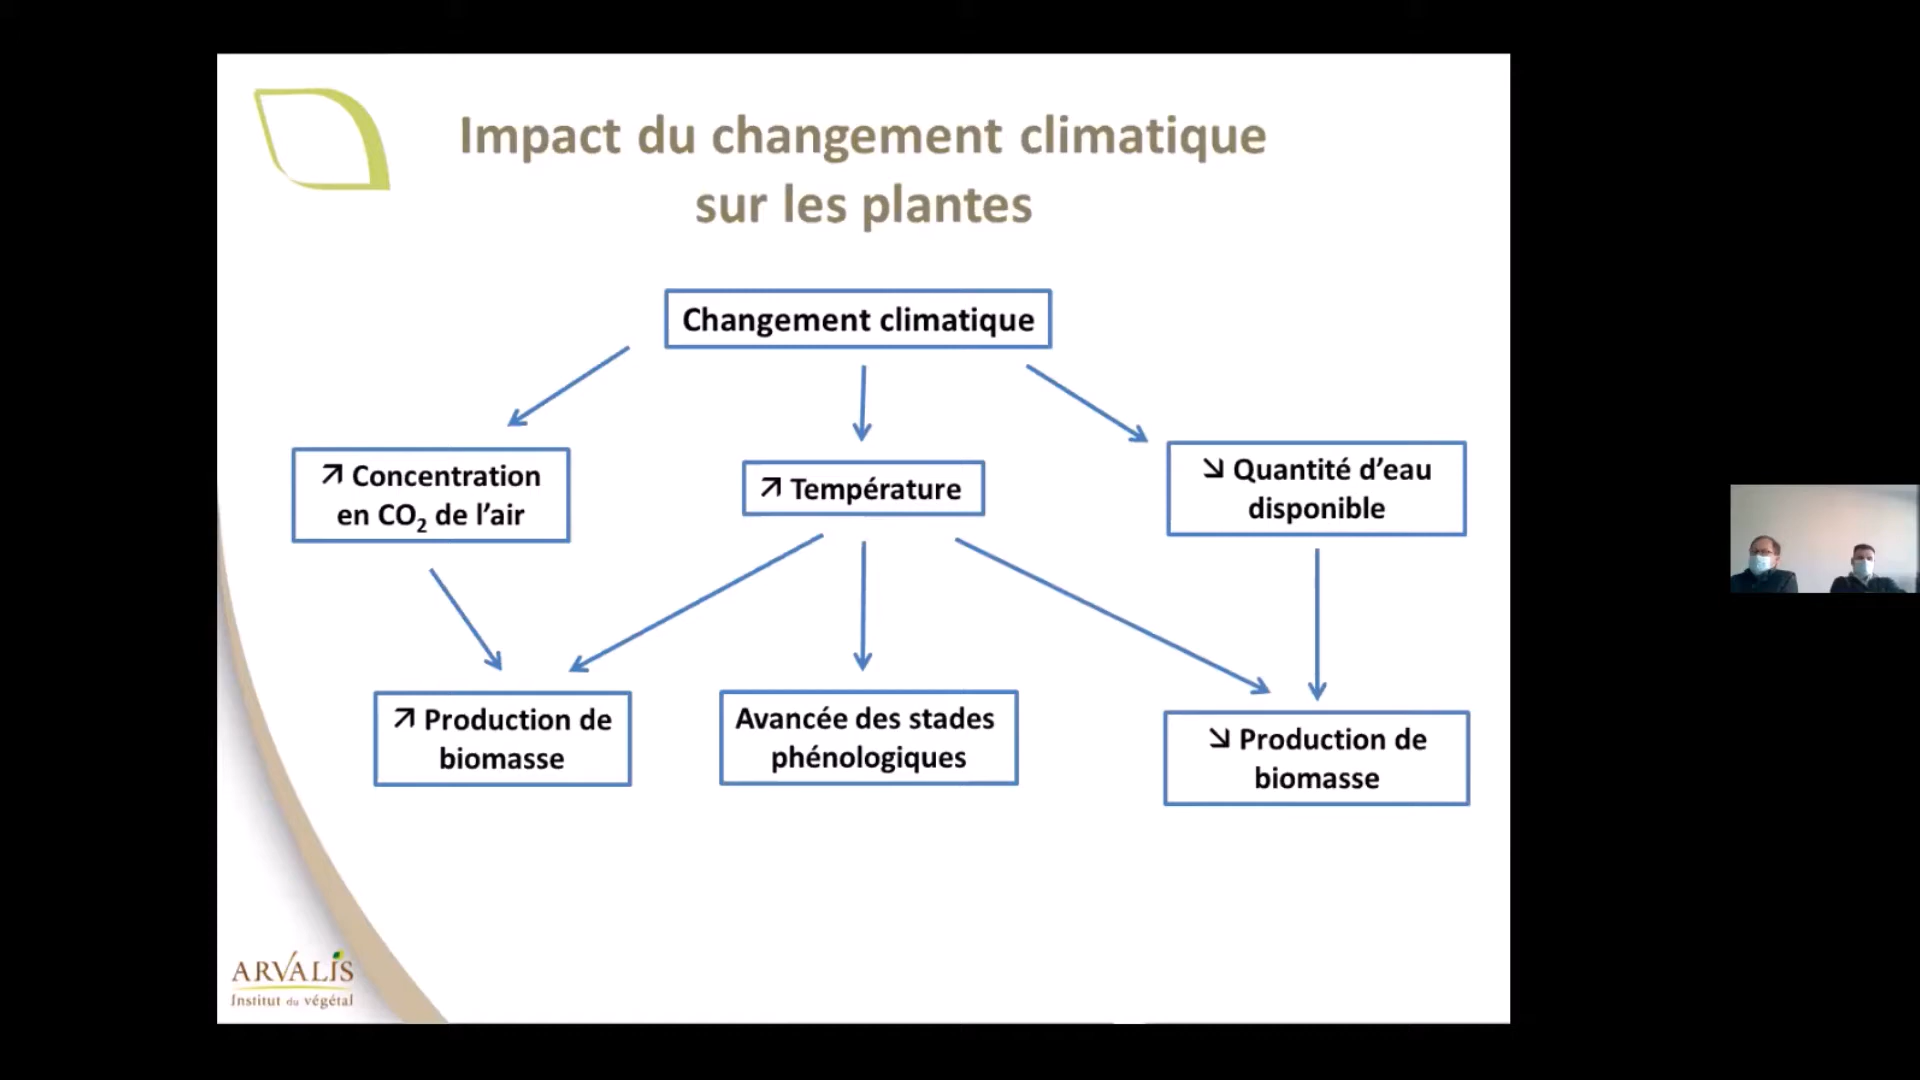 Impact du changement climatique
sur les plantes
Changement climatique
↗ Concentration
en CO₂ de l’air
↗ Température
↘ Quantité d’eau
disponible
↗ Production de
biomasse
Avancée des stades
phénologiques
↘ Production de
biomasse
ARVALIS
Institut du végétal